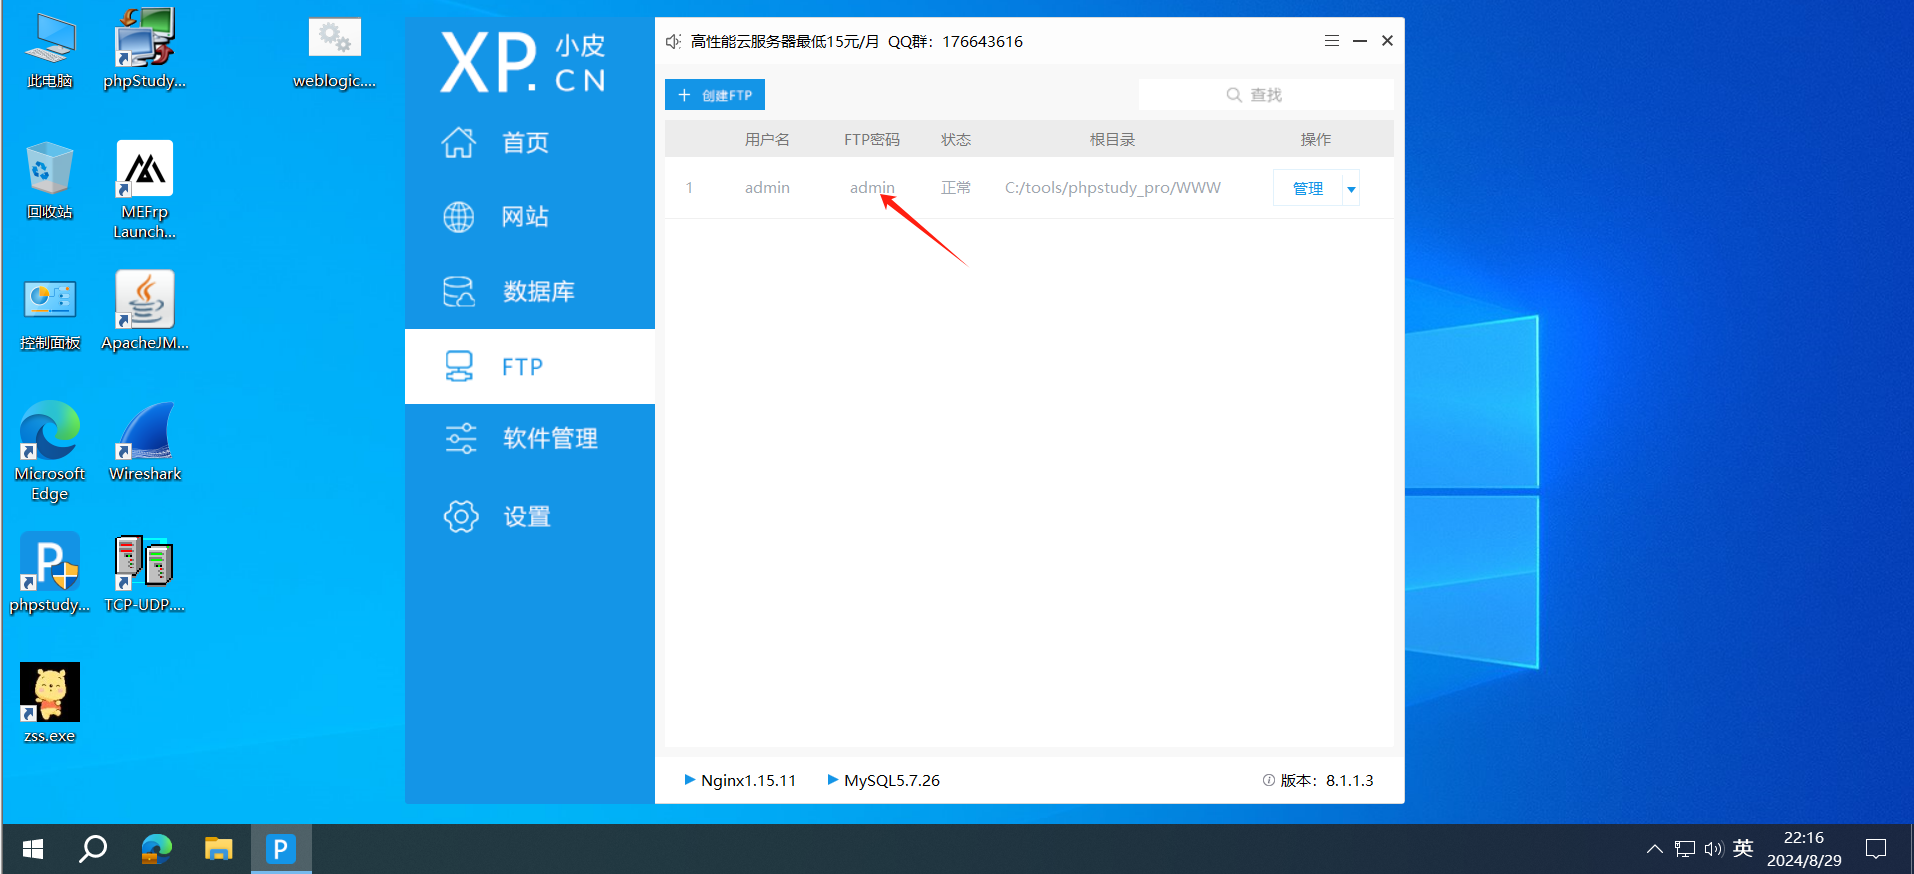 此电脑
phpStudy...
weblogic....
回收站
MEFrp
Launch...
控制面板
ApacheJM...
Microsoft
Edge
Wireshark
phpstudy...
TCP-UDP....
zss.exe
XP.
小皮
CN
首页
网站
数据库
FTP
软件管理
设置
高性能云服务器最低15元/月 QQ群：176643616
+ 创建FTP
查找
用户名 FTP密码 状态 根目录 操作
1 admin admin 正常 C:/tools/phpstudy_pro/WWW 管理
Nginx1.15.11 MySQL5.7.26 版本：8.1.1.3
P
英
22:16
2024/8/29